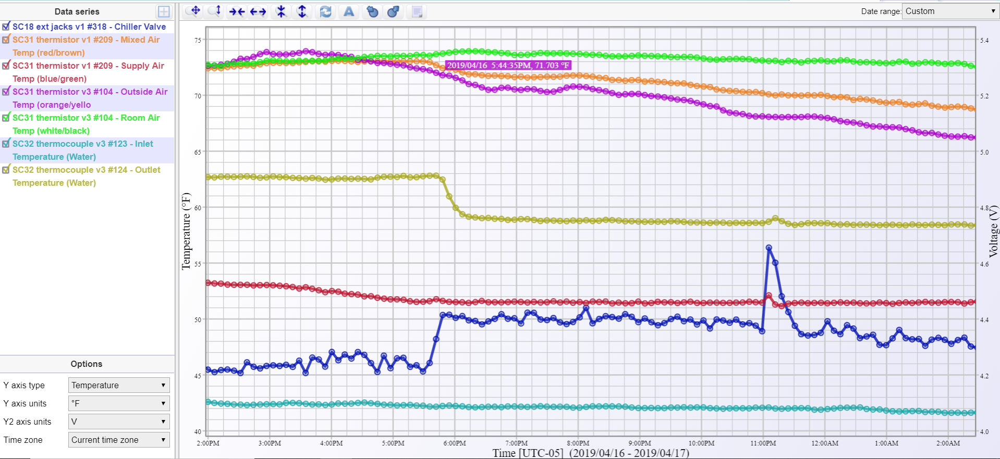 Data series
SC18 ext jacks v1 #318 - Chiller Valve
SC31 thermistor v1 #209 - Mixed Air
Temp (red/brown)
SC31 thermistor v1 #209 - Supply Air
Temp (blue/green)
SC31 thermistor v3 #104 - Outside Air
Temp (orange/yello
SC31 thermistor v3 #104 - Room Air
Temp (white/black)
SC32 thermocouple v3 #123 - Inlet
Temperature (Water)
SC32 thermocouple v3 #124 - Outlet
Temperature (Water)
Options
Y axis type Temperature
Y axis units °F
Y2 axis units V
Time zone Current time zone
A
Date range: Custom
75
70
65
60
55
50
45
40
Temperature (°F)
2019/04/16 5:44:35PM, 71.703 °F
5.4
5.2
5.0
4.8
4.6
4.4
4.2
4.0
Voltage (V)
2:00PM 3:00PM 4:00PM 5:00PM 6:00PM 7:00PM 8:00PM 9:00PM 10:00PM 11:00PM 12:00AM 1:00AM 2:00AM
Time [UTC-05] (2019/04/16 - 2019/04/17)